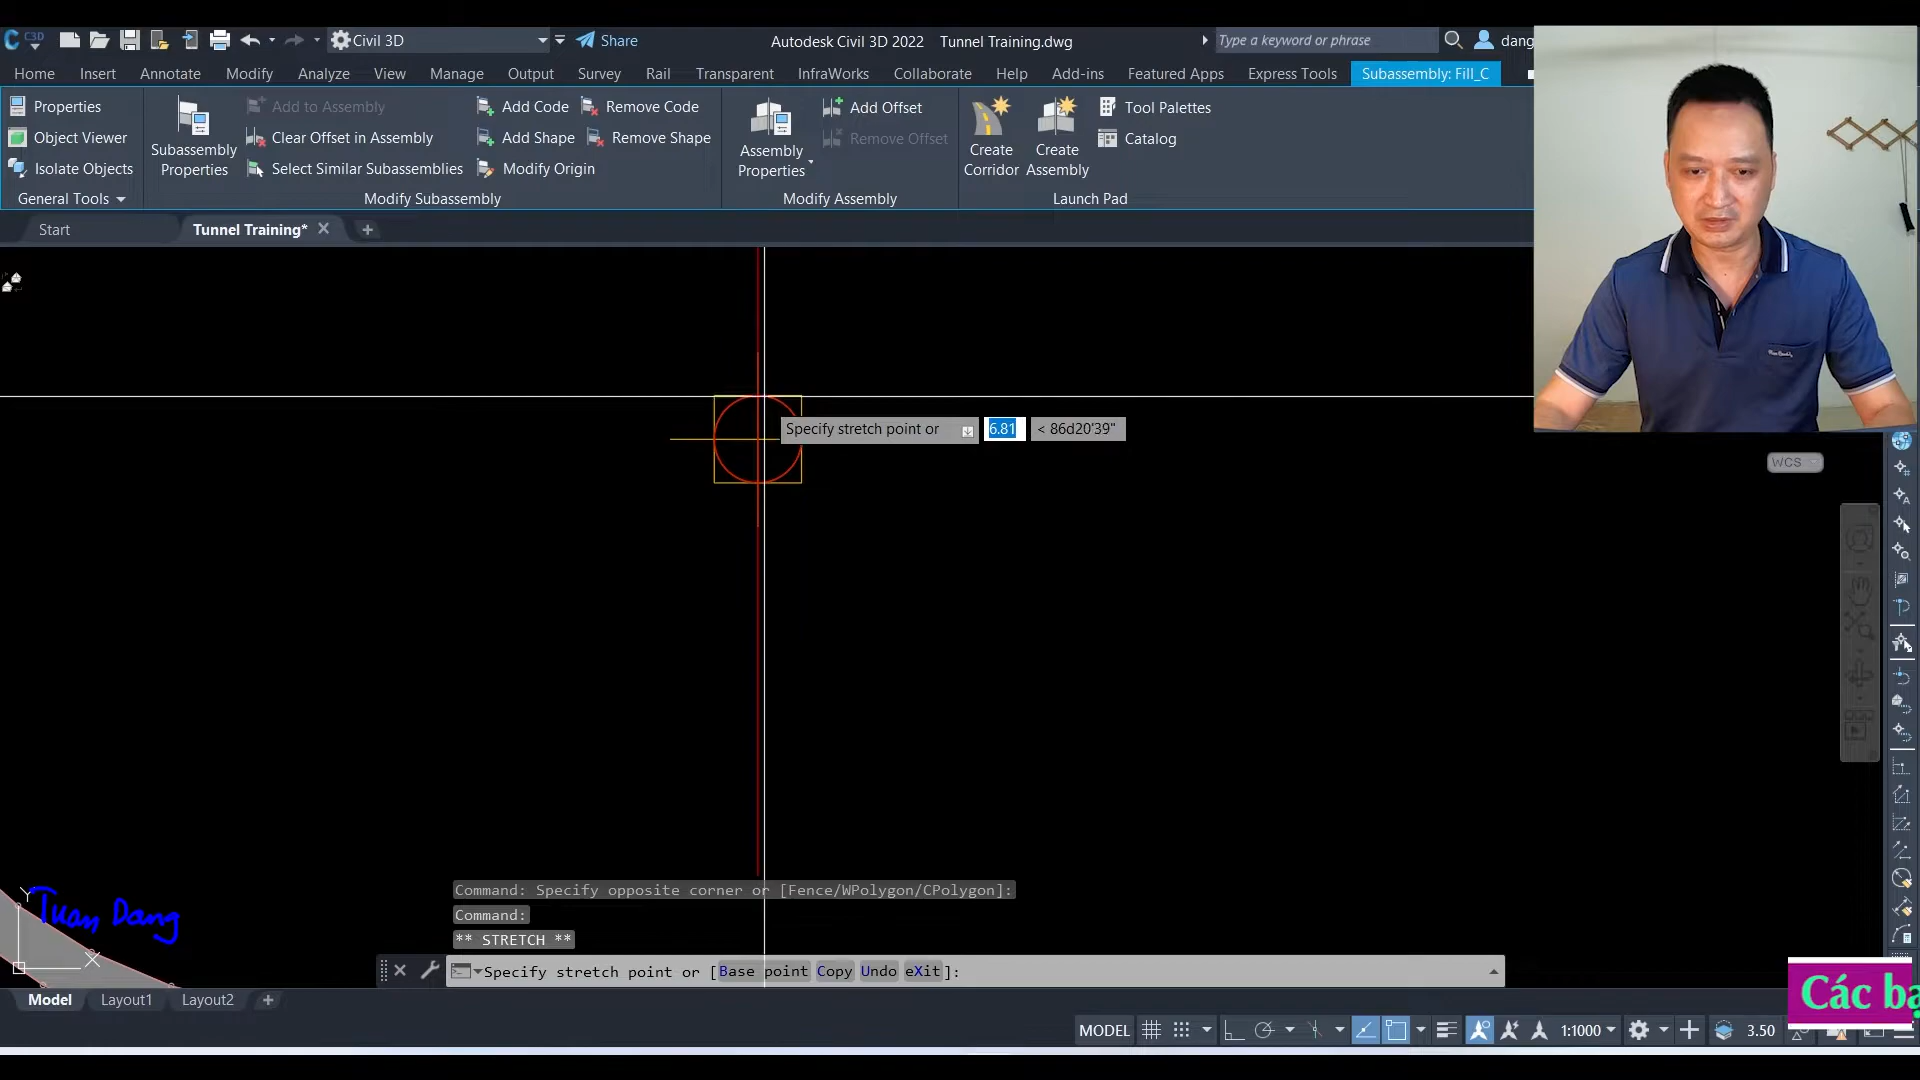 C3D Civil 3D Share Autodesk Civil 3D 2022 Tunnel Training.dwg Type a keyword or phrase dang
Home Insert Annotate Modify Analyze View Manage Output Survey Rail Transparent InfraWorks Collaborate Help Add-ins Featured Apps Express Tools Subassembly: Fill_C
Properties Add to Assembly Add Code Remove Code Add Offset Tool Palettes
Object Viewer Clear Offset in Assembly Add Shape Remove Shape Remove Offset Catalog
Subassembly Properties Assembly Properties Create Corridor Create Assembly
Isolate Objects Select Similar Subassemblies Modify Origin
General Tools Modify Subassembly Modify Assembly Launch Pad
Start Tunnel Training*
Specify stretch point or 6.81 < 86d20'39"
WCS
Command: Specify opposite corner or [Fence/WPolygon/CPolygon]:
Y Tuan Dang
Command:
** STRETCH **
X
Specify stretch point or [Base point Copy Undo eXit]:
Các bạ
Model Layout1 Layout2 +
MODEL 1:1000 3.50